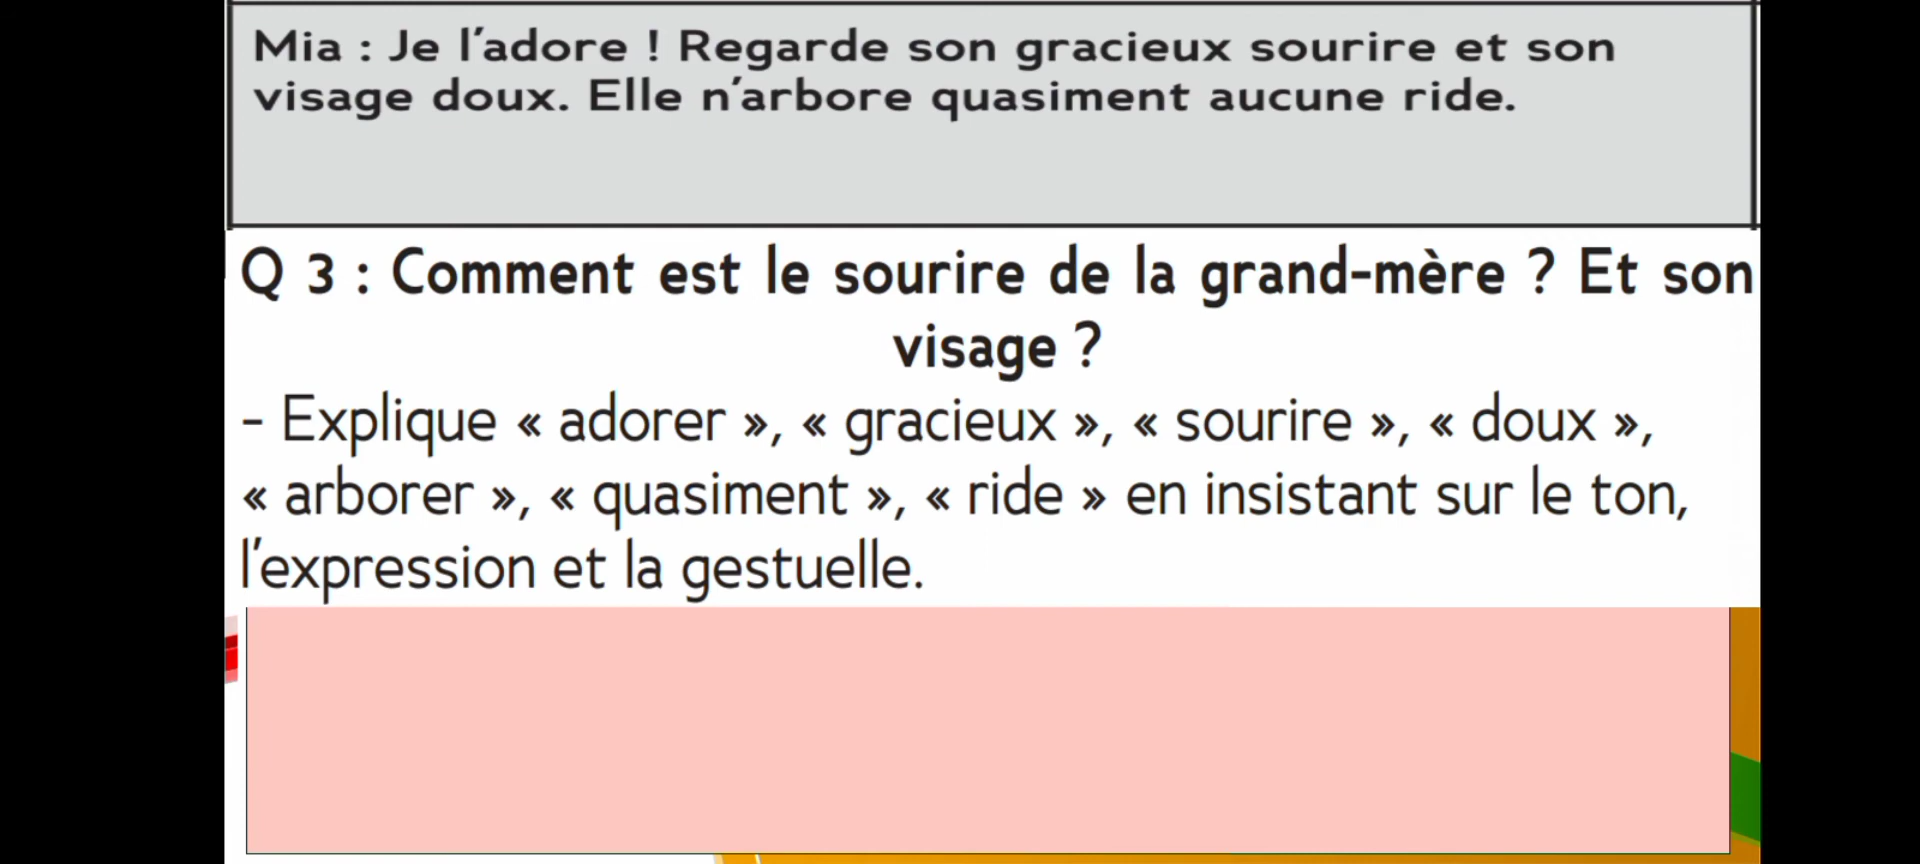 Mia : Je l'adore ! Regarde son gracieux sourire et son
visage doux. Elle n'arbore quasiment aucune ride.
Q 3 : Comment est le sourire de la grand-mère ? Et son
visage ?
- Explique « adorer », « gracieux », « sourire », « doux »,
« arborer », « quasiment », « ride » en insistant sur le ton,
l'expression et la gestuelle.